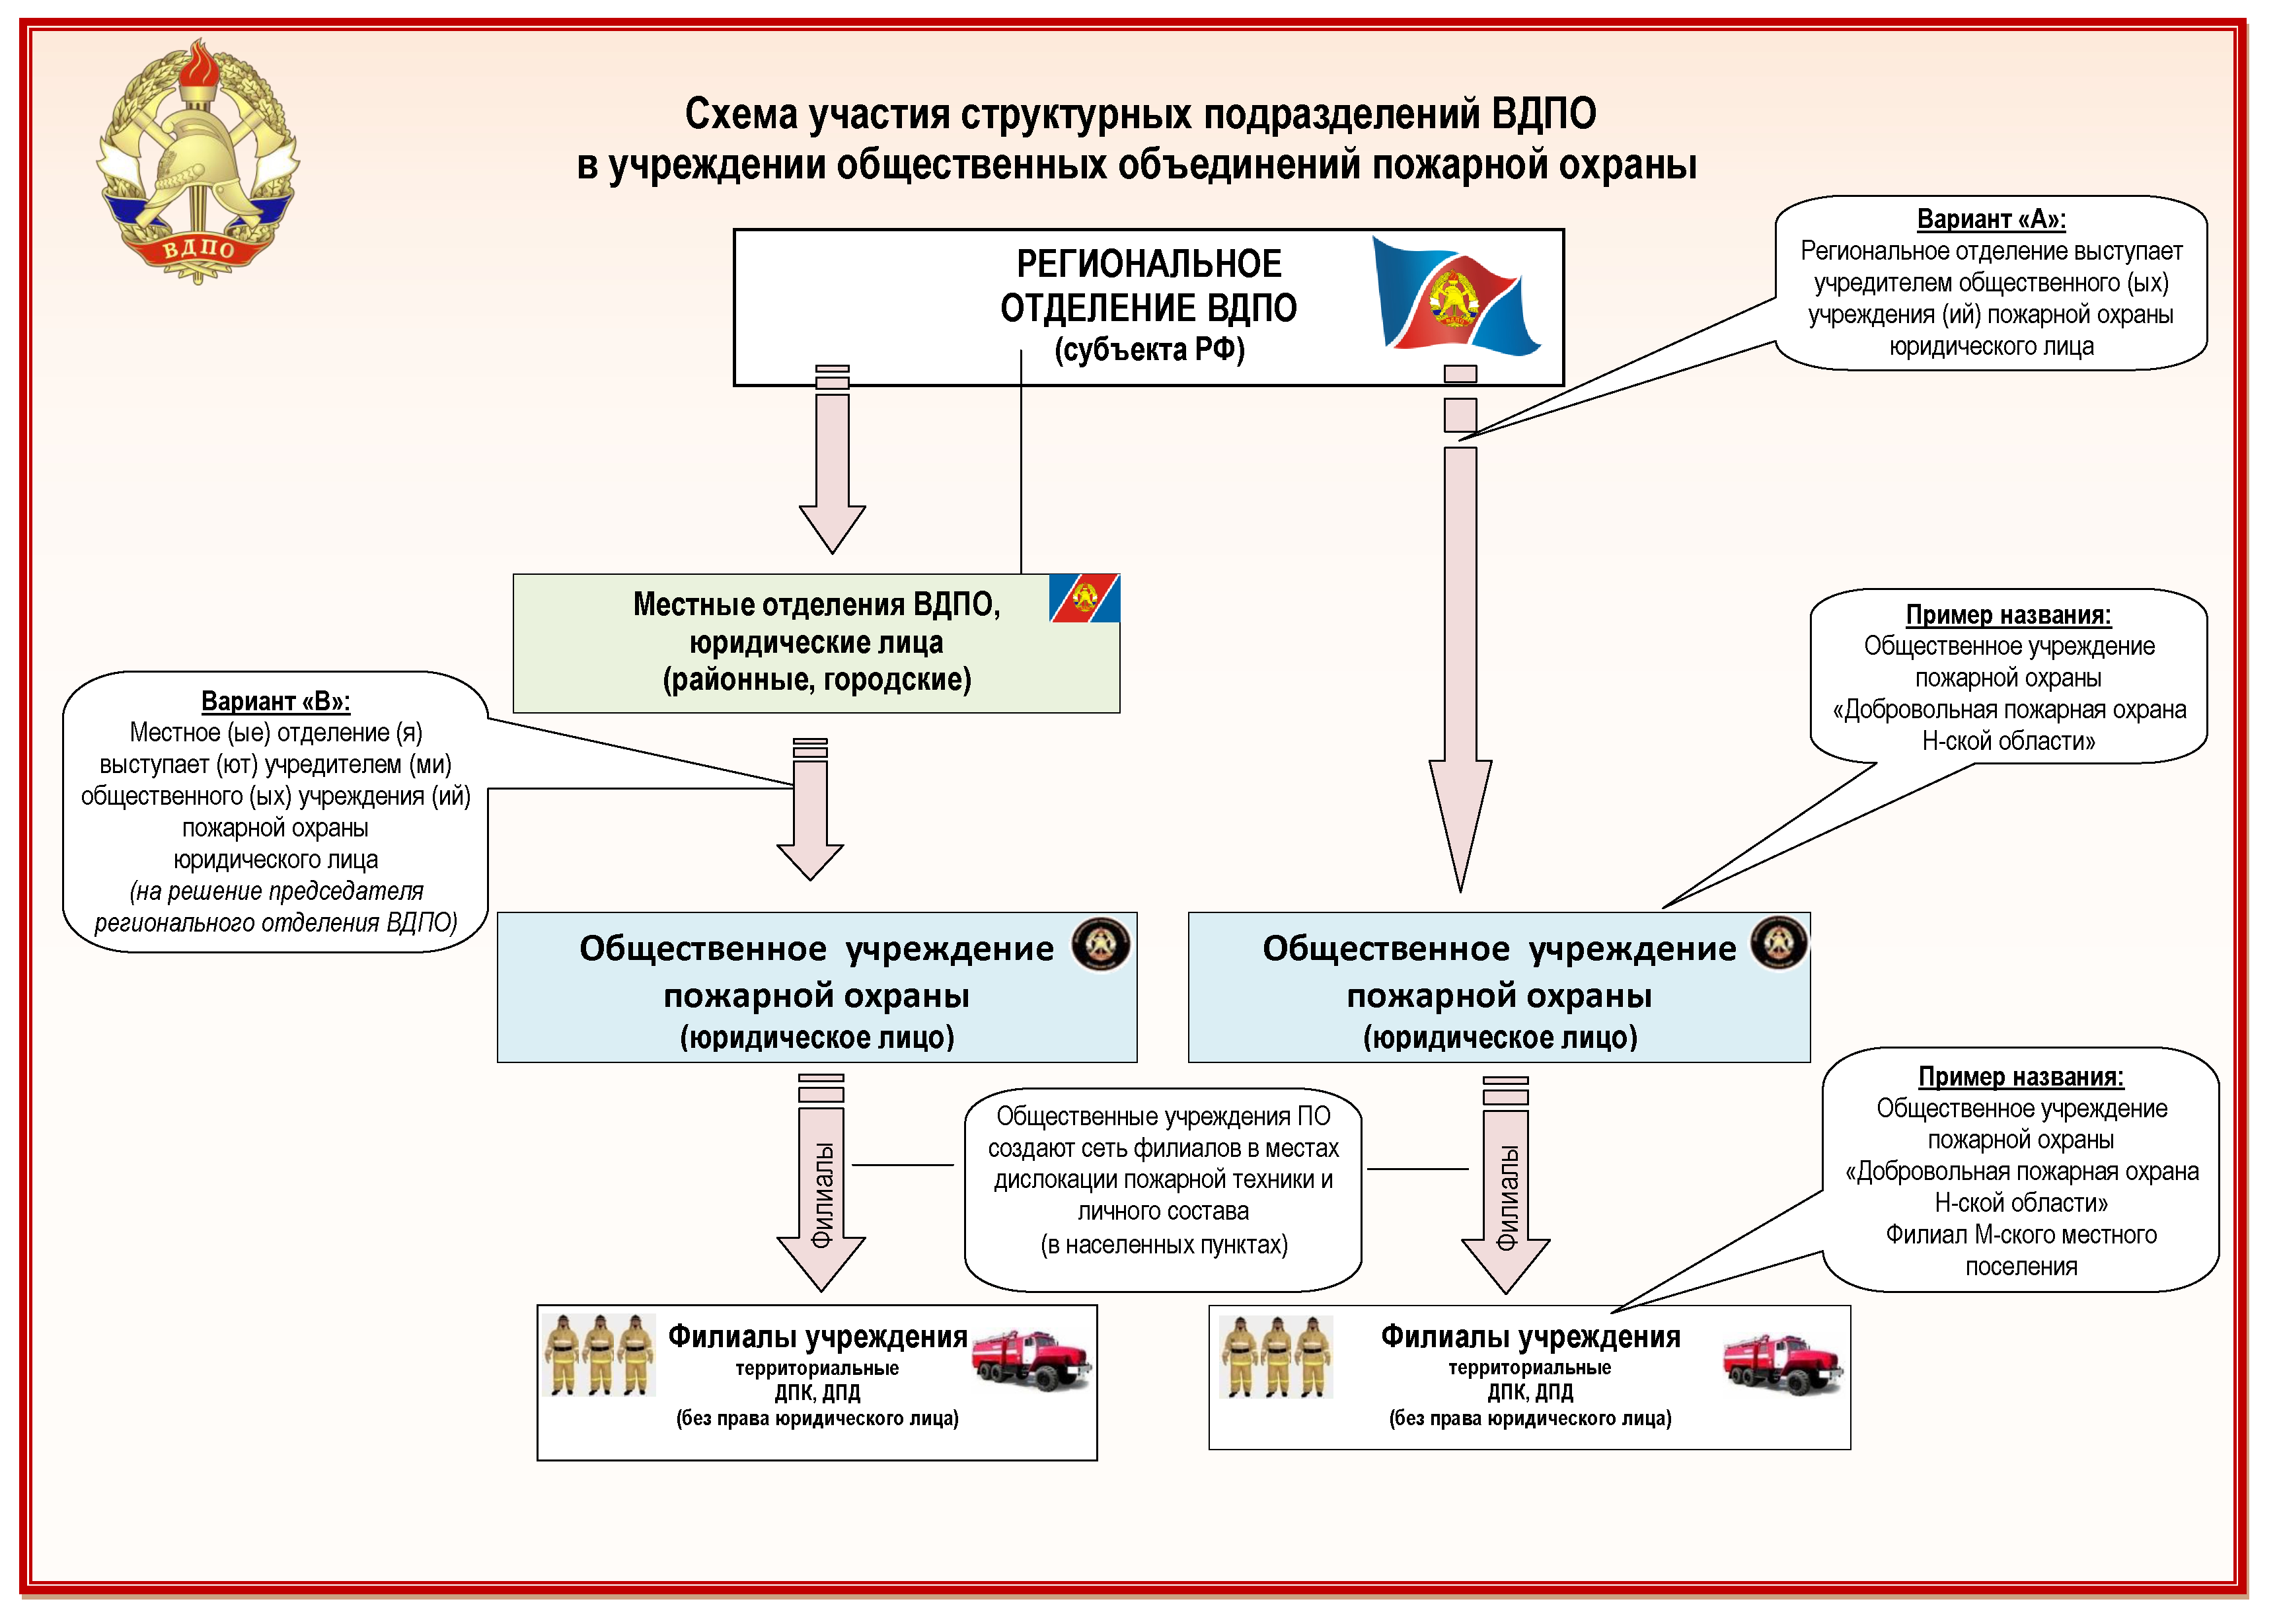 ВДПО
Схема участия структурных подразделений ВДПО
в учреждении общественных объединений пожарной охраны
РЕГИОНАЛЬНОЕ
ОТДЕЛЕНИЕ ВДПО
(субъекта РФ)
Вариант «А»:
Региональное отделение выступает
учредителем общественного (ых)
учреждения (ий) пожарной охраны
юридического лица
Местные отделения ВДПО,
юридические лица
(районные, городские)
Пример названия:
Общественное учреждение
пожарной охраны
«Добровольная пожарная охрана
Н-ской области»
Вариант «В»:
Местное (ые) отделение (я)
выступает (ют) учредителем (ми)
общественного (ых) учреждения (ий)
пожарной охраны
юридического лица
(на решение председателя
регионального отделения ВДПО)
Общественное учреждение
пожарной охраны
(юридическое лицо)
Общественное учреждение
пожарной охраны
(юридическое лицо)
Филиалы
Общественные учреждения ПО
создают сеть филиалов в местах
дислокации пожарной техники и
личного состава
(в населенных пунктах)
Филиалы
Пример названия:
Общественное учреждение
пожарной охраны
«Добровольная пожарная охрана
Н-ской области»
Филиал М-ского местного
поселения
Филиалы учреждения
территориальные
ДПК, ДПД
(без права юридического лица)
Филиалы учреждения
территориальные
ДПК, ДПД
(без права юридического лица)